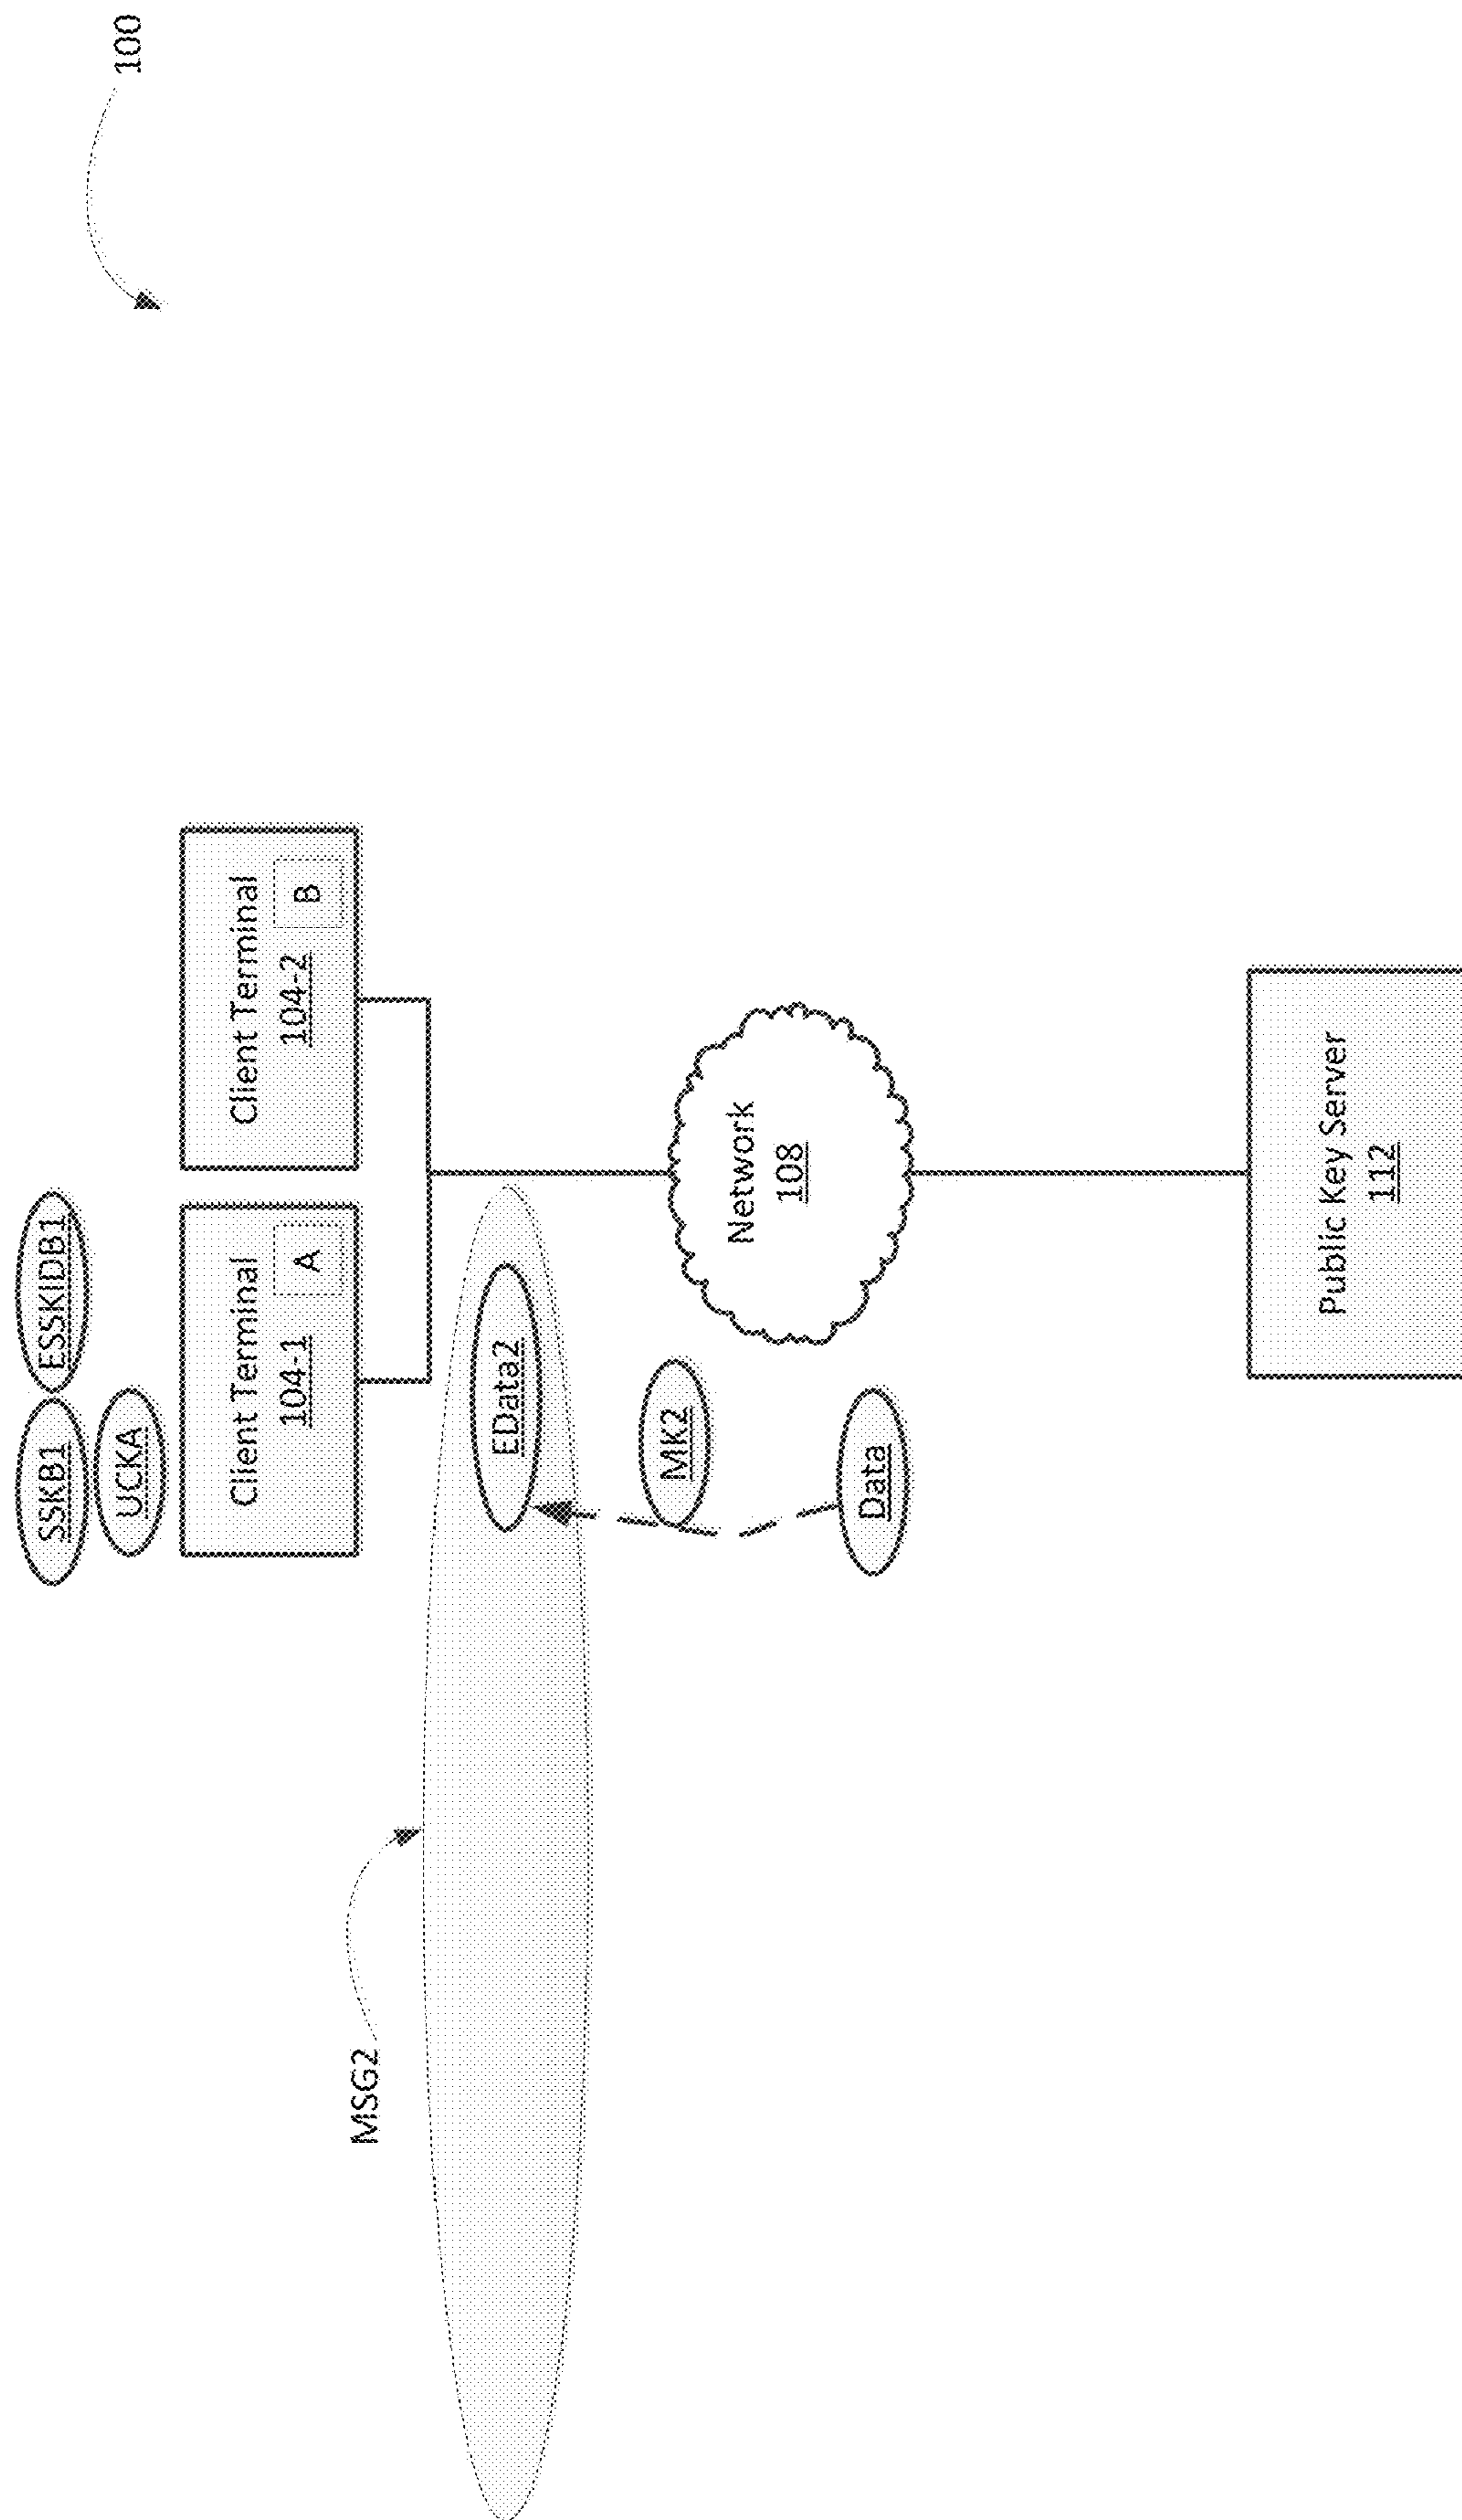 100
SSKB1
ESSKIDB1
UCKA
Client Terminal
104-1
A
Client Terminal
104-2
B
MSG2
EData2
MK2
Data
Network
108
Public Key Server
112